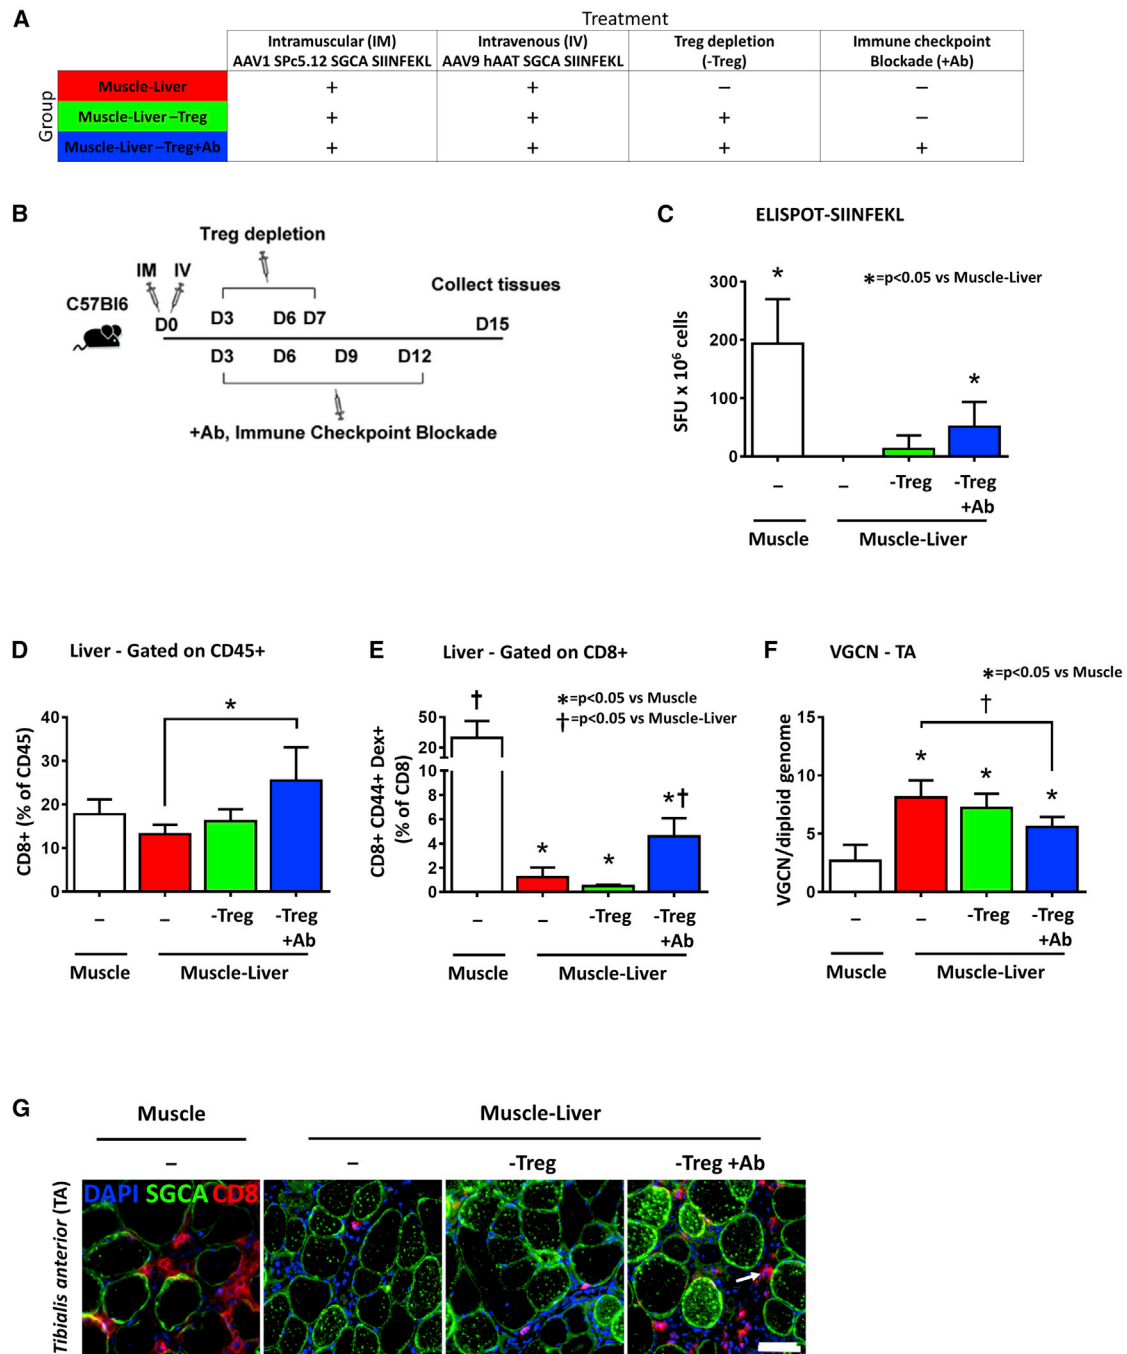 A
Treatment
Intramuscular (IM)
AAV1 SPc5.12 SGCA SIINFEKL
Intravenous (IV)
AAV9 hAAT SGCA SIINFEKL
Treg depletion
(-Treg)
Immune checkpoint
Blockade (+Ab)
Group
Muscle-Liver + + – –
Muscle-Liver –Treg + + + –
Muscle-Liver –Treg+Ab + + + +
B
Treg depletion
IM IV
C57Bl6
Collect tissues
D0 D3 D6 D7 D15
D3 D6 D9 D12
+Ab, Immune Checkpoint Blockade
C ELISPOT-SIINFEKL
*=p<0.05 vs Muscle-Liver
SFU x 10⁶ cells
300
200
100
0
* *
– – -Treg -Treg
+Ab
Muscle Muscle-Liver
D Liver - Gated on CD45+
CD8+ (% of CD45)
40
30
20
10
0
*
– – -Treg -Treg
+Ab
Muscle Muscle-Liver
E Liver - Gated on CD8+
*=p<0.05 vs Muscle
†=p<0.05 vs Muscle-Liver
CD8+ CD44+ Dex+
(% of CD8)
50
20
10
8
6
4
2
0
† * * *†
– – -Treg -Treg
+Ab
Muscle Muscle-Liver
F VGCN - TA
*=p<0.05 vs Muscle
VGCN/diploid genome
15
10
5
0
†
* * *
– – -Treg -Treg
+Ab
Muscle Muscle-Liver
G
Muscle Muscle-Liver
– – -Treg -Treg +Ab
DAPI SGCA CD8
Tibialis anterior (TA)